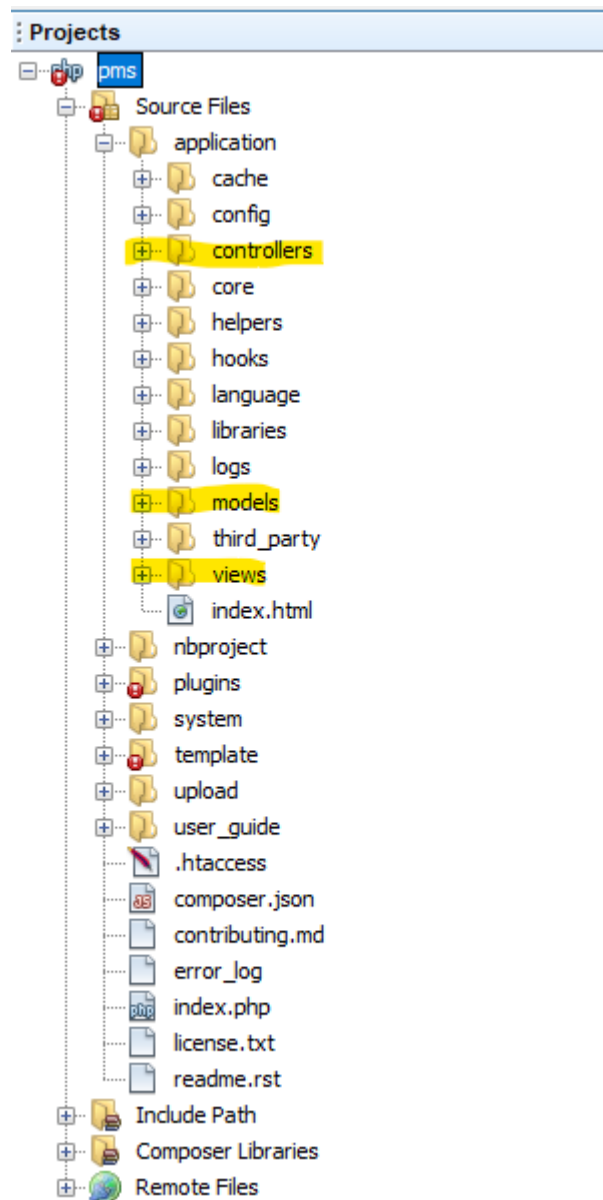 Projects
pms
Source Files
application
cache
config
controllers
core
helpers
hooks
language
libraries
logs
models
third_party
views
index.html
nbproject
plugins
system
template
upload
user_guide
.htaccess
composer.json
contributing.md
error_log
index.php
license.txt
readme.rst
Include Path
Composer Libraries
Remote Files